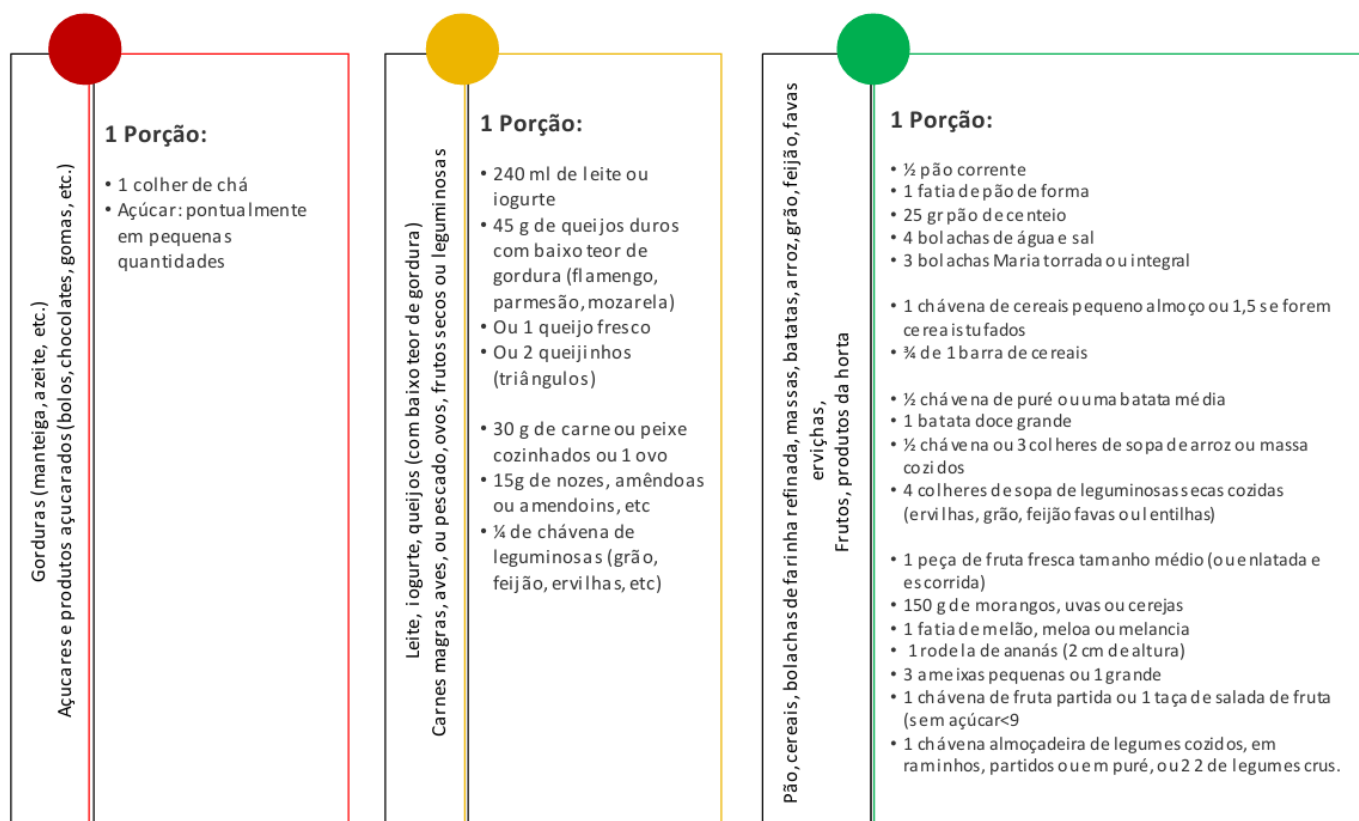 Gorduras (manteiga, azeite, etc.)
Açucares e produtos açucarados (bolos, chocolates, gomas, etc.)
1 Porção:
• 1 colher de chá
• Açúcar: pontualmente
em pequenas
quantidades
Leite, iogurte, queijos (com baixo teor de gordura)
Carnes magras, aves, ou pescado, ovos, frutos secos ou leguminosas
1 Porção:
• 240 ml de leite ou
iogurte
• 45 g de queijos duros
com baixo teor de
gordura (flamengo,
parmesão, mozarela)
• Ou 1 queijo fresco
• Ou 2 queijinhos
(triângulos)
• 30 g de carne ou peixe
cozinhados ou 1 ovo
• 15g de nozes, amêndoas
ou amendoins, etc
• ¼ de chávena de
leguminosas (grão,
feijão, ervilhas, etc)
Pão, cereais, bolachas de farinha refinada, massas, batatas, arroz, grão, feijão, favas
erviçhas,
Frutos, produtos da horta
1 Porção:
• ½ pão corrente
• 1 fatia de pão de forma
• 25 gr pão de centeio
• 4 bolachas de água e sal
• 3 bolachas Maria torrada ou integral
• 1 chávena de cereais pequeno almoço ou 1,5 se forem
cereais tufados
• ¾ de 1 barra de cereais
• ½ chávena de puré ou uma batata média
• 1 batata doce grande
• ½ chávena ou 3 colheres de sopa de arroz ou massa
cozidos
• 4 colheres de sopa de leguminosas secas cozidas
(ervilhas, grão, feijão favas ou lentilhas)
• 1 peça de fruta fresca tamanho médio (ou enlatada e
escorrida)
• 150 g de morangos, uvas ou cerejas
• 1 fatia de melão, meloa ou melancia
• 1 rodela de ananás (2 cm de altura)
• 3 ameixas pequenas ou 1 grande
• 1 chávena de fruta partida ou 1 taça de salada de fruta
(sem açúcar<9
• 1 chávena almoçadeira de legumes cozidos, em
raminhos, partidos ou em puré, ou 2 2 de legumes crus.